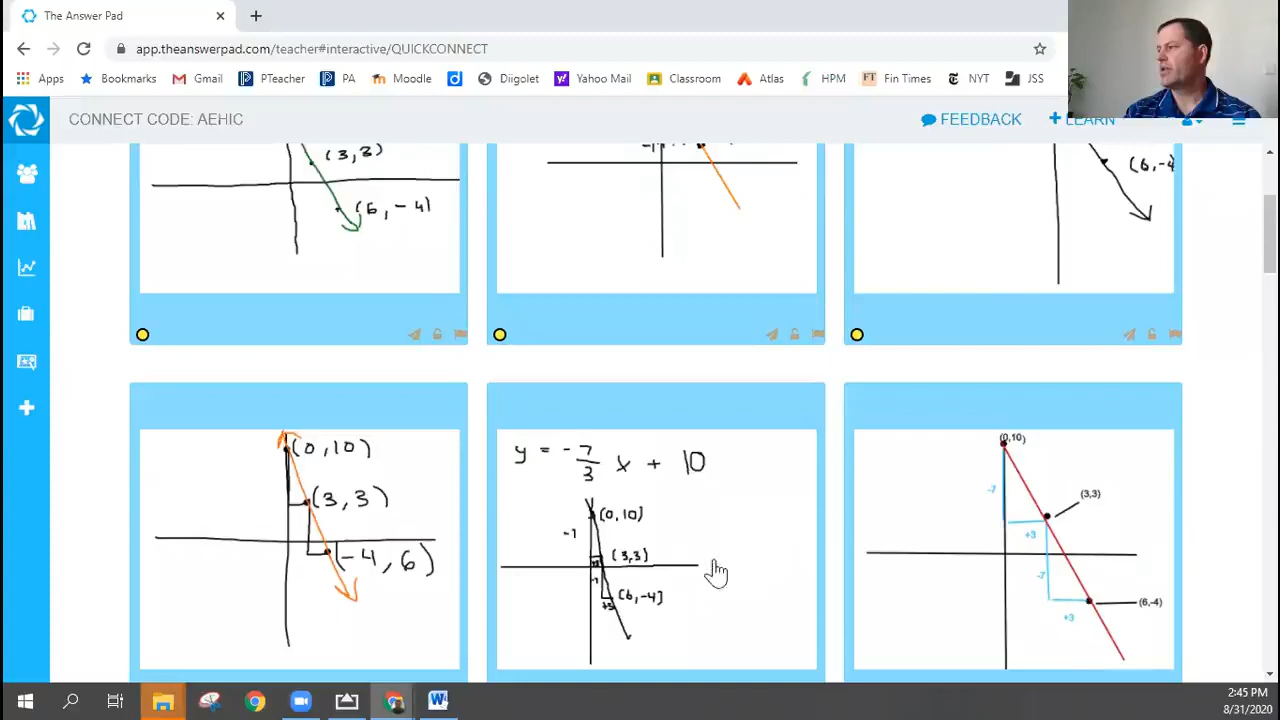 The Answer Pad
app.theanswerpad.com/teacher#interactive/QUICKCONNECT
Apps Bookmarks Gmail PTeacher PA Moodle Diigolet Yahoo Mail Classroom Atlas HPM Fin Times NYT JSS
CONNECT CODE: AEHIC
FEEDBACK
LEARN
(3,3)
(6,-4)
(6,-4
(0,10)
(3,3)
(-4,6)
y = -7/3 x + 10
(0,10)
(3,3)
(6,-4)
+3
(0,10)
-7
(3,3)
+3
-7
(6,-4)
+3
2:45 PM
8/31/2020